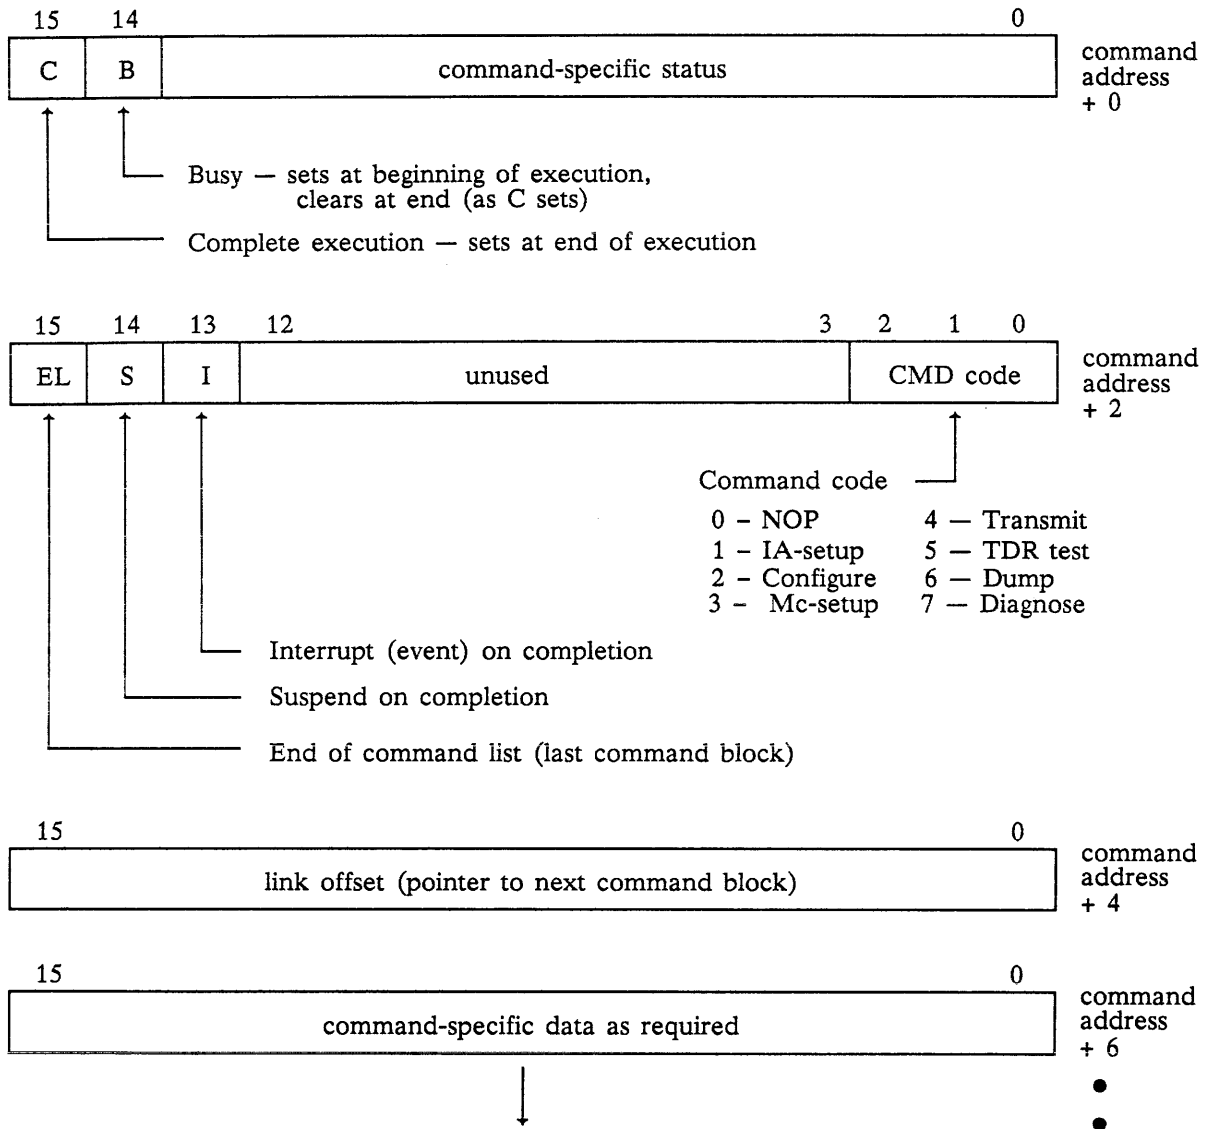 15 14 0
C B command-specific status
command
address
+ 0
Busy — sets at beginning of execution,
clears at end (as C sets)
Complete execution — sets at end of execution
15 14 13 12 3 2 1 0
EL S I unused CMD code
command
address
+ 2
Command code
0 – NOP 4 — Transmit
1 – IA-setup 5 — TDR test
2 – Configure 6 — Dump
3 – Mc-setup 7 — Diagnose
Interrupt (event) on completion
Suspend on completion
End of command list (last command block)
15 0
link offset (pointer to next command block)
command
address
+ 4
15 0
command-specific data as required
command
address
+ 6